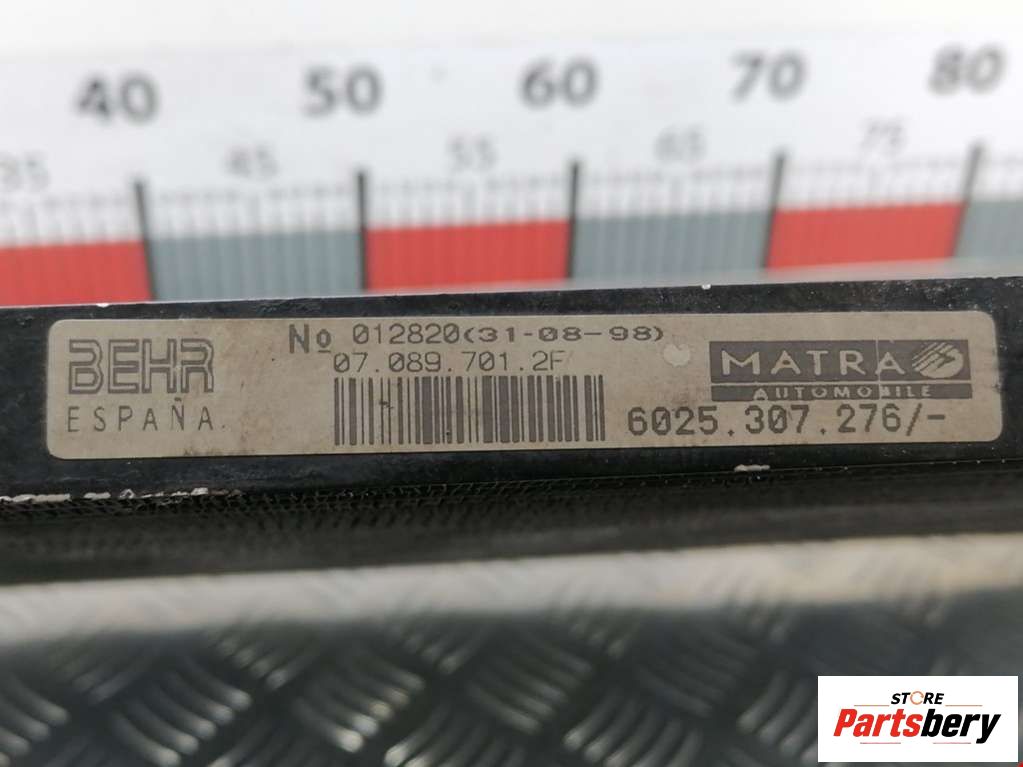 40 50 60 70 80
35 45 55 65 75
BEHR
ESPAÑA.
No 012820(31-08-98)
07.089.701.2F
MATRA
AUTOMOBILE
6025.307.276/-
STORE
Partsbery